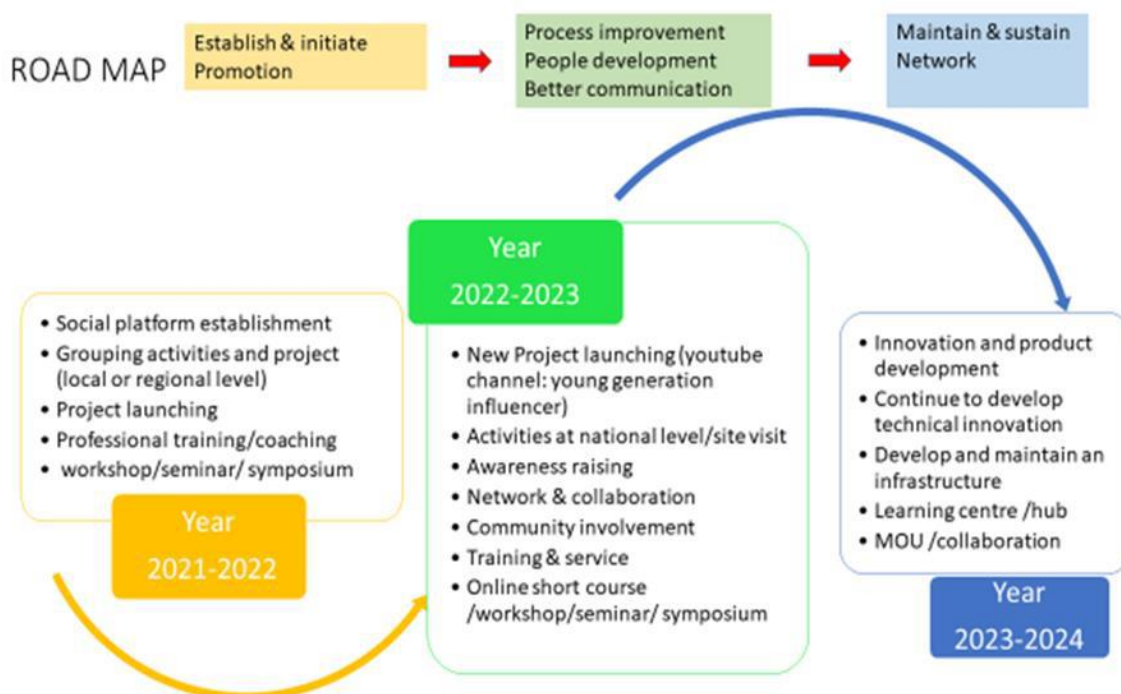 ROAD MAP
Establish & initiate
Promotion
Process improvement
People development
Better communication
Maintain & sustain
Network
• Social platform establishment
• Grouping activities and project
(local or regional level)
• Project launching
• Professional training/coaching
• workshop/seminar/ symposium
Year
2021-2022
Year
2022-2023
• New Project launching (youtube
channel: young generation
influencer)
• Activities at national level/site visit
• Awareness raising
• Network & collaboration
• Community involvement
• Training & service
• Online short course
/workshop/seminar/ symposium
• Innovation and product
development
• Continue to develop
technical innovation
• Develop and maintain an
infrastructure
• Learning centre /hub
• MOU /collaboration
Year
2023-2024